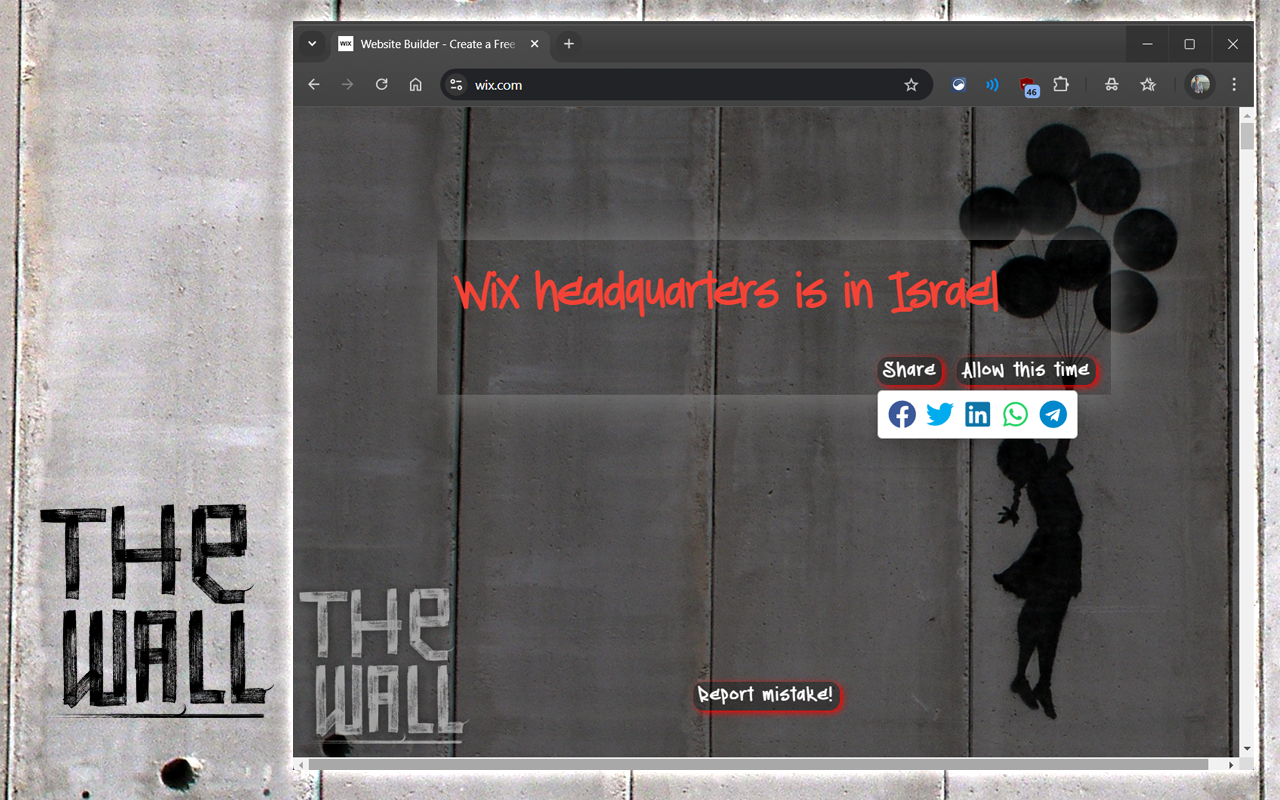 WIX Website Builder - Create a Free
wix.com
46
Wix headquarters is in Israel
Share Allow this time
THE
WALL
THE
WALL
Report mistake!